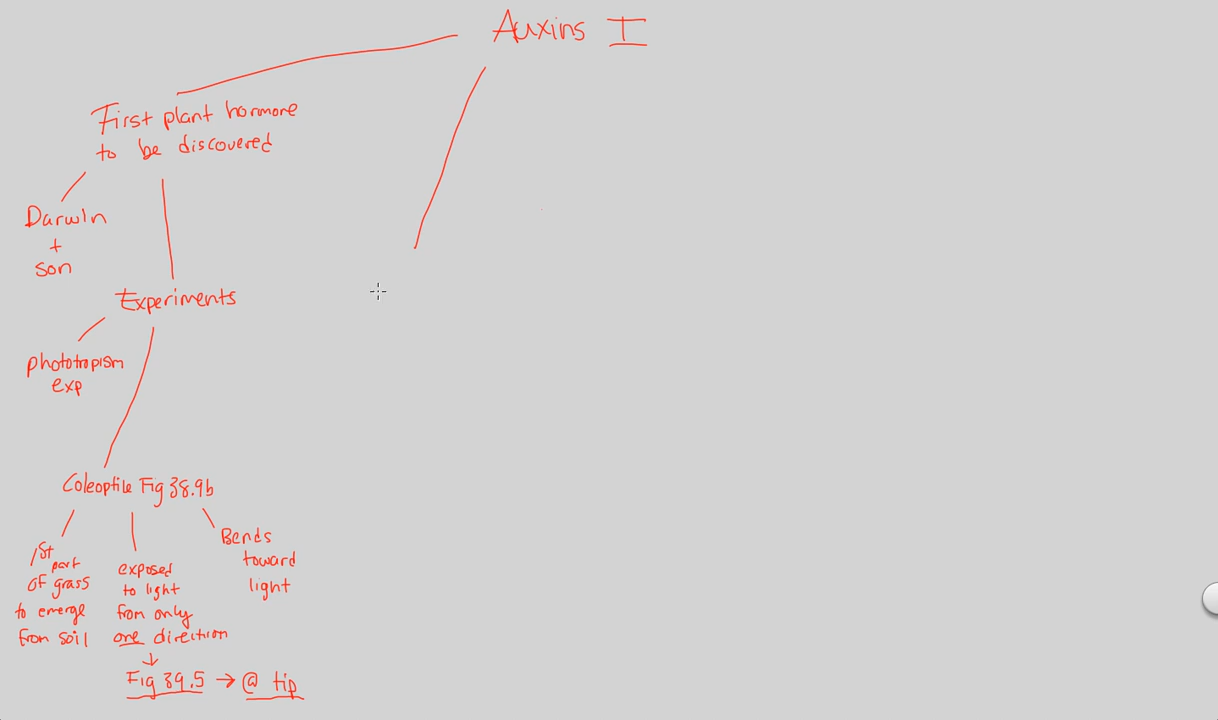 Auxins I
First plant hormone
to be discovered
Darwin
+
son
Experiments
phototropism
exp
Coleoptile Fig 38.9b
1st
part
of grass
to emerge
from soil
exposed
to light
from only
one direction
Bends
toward
light
Fig 39.5 → @ tip